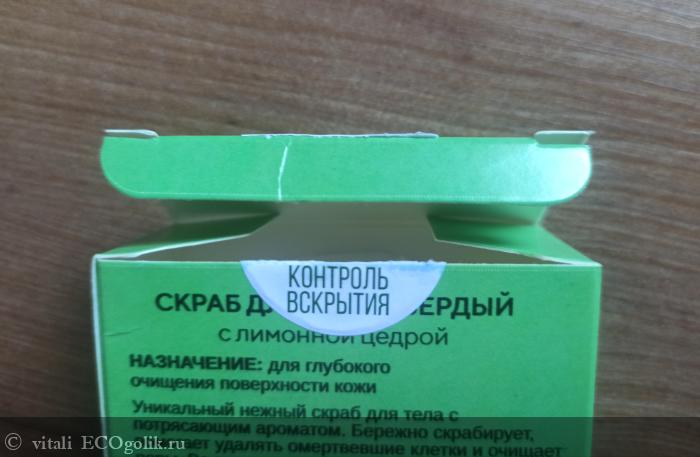 КОНТРОЛЬ
ВСКРЫТИЯ
СКРАБ
С ЛИМОННОЙ ЦЕДРОЙ
НАЗНАЧЕНИЕ: для глубокого
очищения поверхности кожи
Уникальный нежный скраб для тела с
потрясающим ароматом. Бережно скрабирует,
удалять омертвевшие клетки и очищает
© vitali ECOgolik.ru